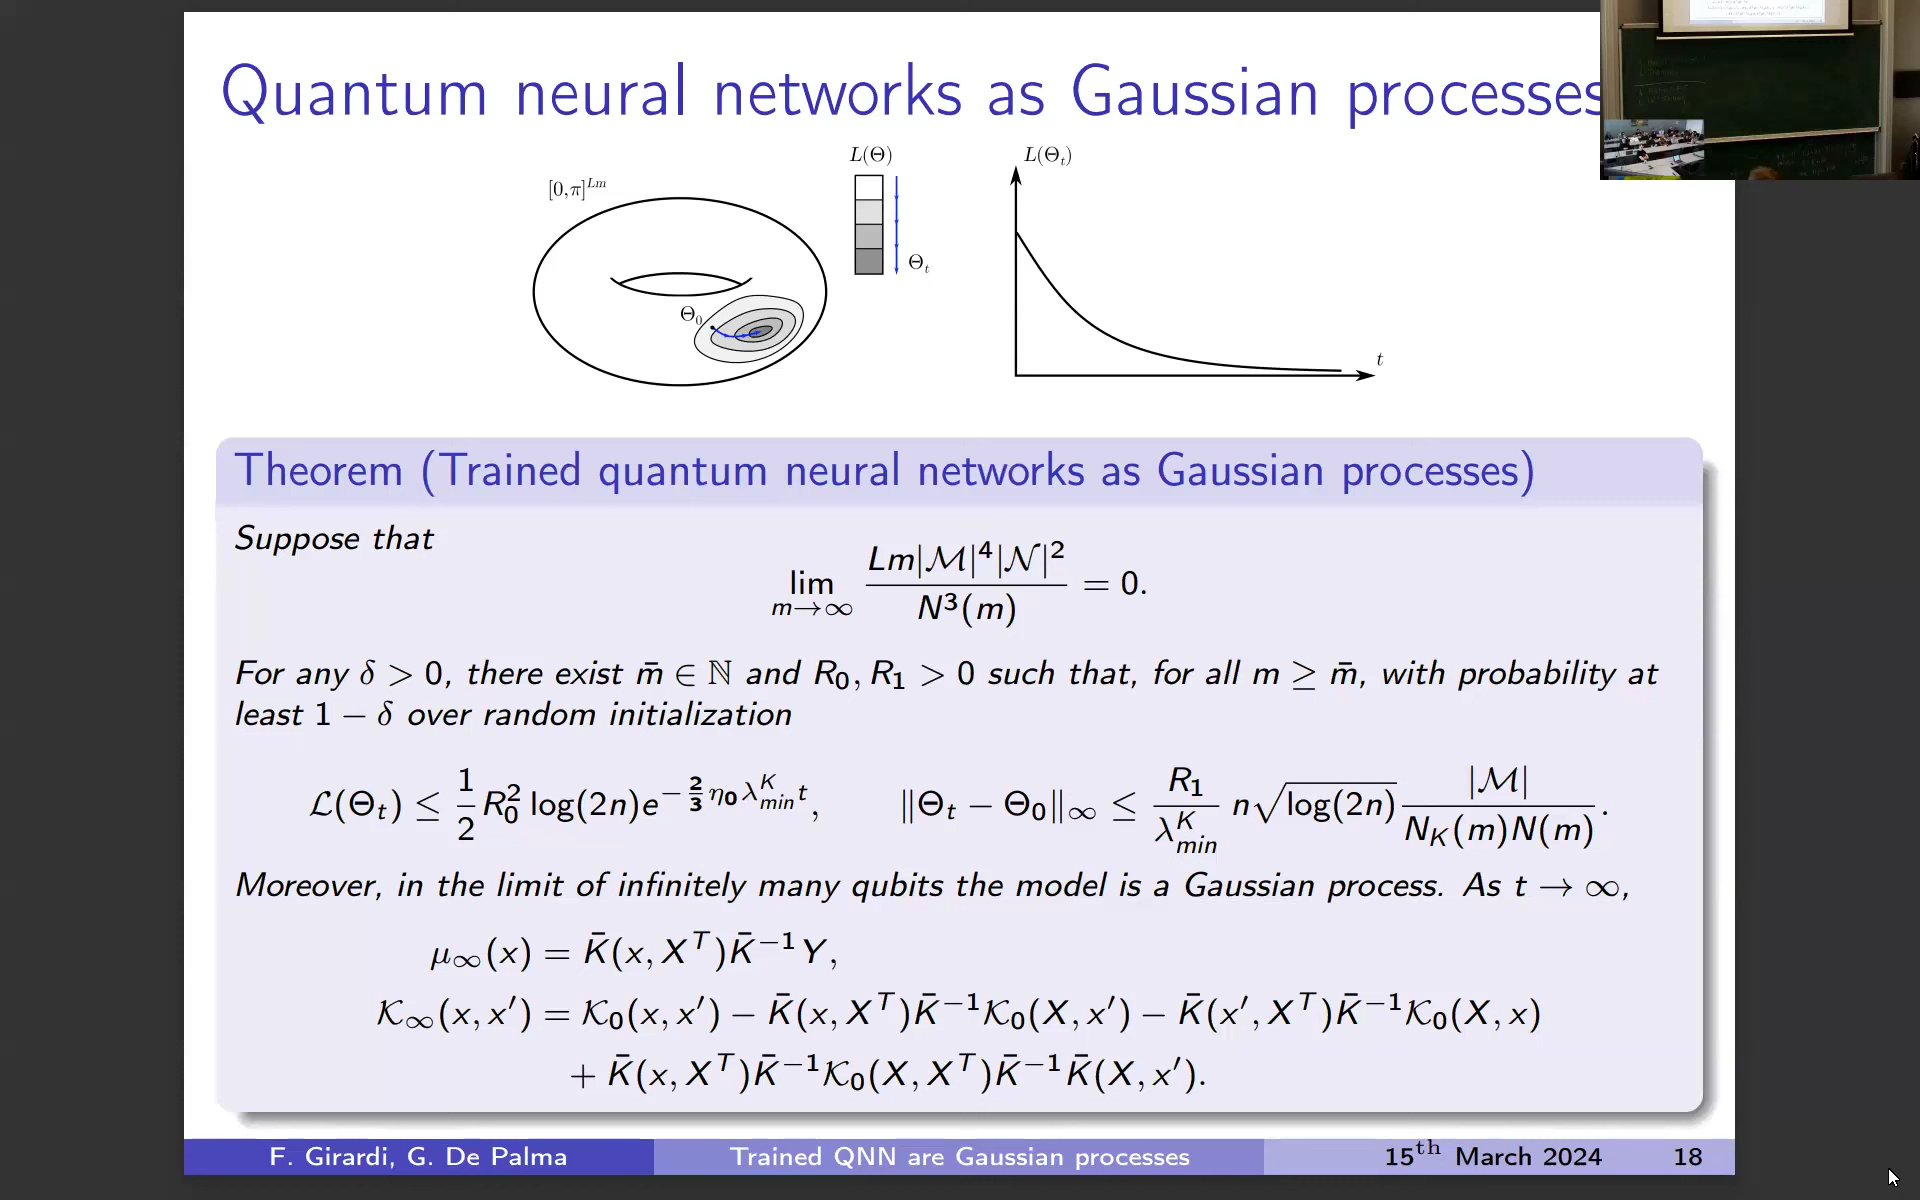 Quantum neural networks as Gaussian processes
[0,π]^{Lm}
L(Θ)
L(Θ_t)
Θ_t
Θ_0
t
Theorem (Trained quantum neural networks as Gaussian processes)
Suppose that
lim_{m→∞} Lm|ℳ|^4|𝒩|^2 / N^3(m) = 0.
For any δ > 0, there exist m̄ ∈ ℕ and R_0, R_1 > 0 such that, for all m ≥ m̄, with probability at
least 1 − δ over random initialization
ℒ(Θ_t) ≤ 1/2 R_0^2 log(2n)e^{−2/3 η_0 λ_{min}^K t}, ‖Θ_t − Θ_0‖_∞ ≤ R_1/λ_{min}^K n√log(2n) |ℳ|/N_K(m)N(m).
Moreover, in the limit of infinitely many qubits the model is a Gaussian process. As t → ∞,
μ_∞(x) = K̄(x, X^T)K̄^{−1}Y,
𝒦_∞(x, x′) = 𝒦_0(x, x′) − K̄(x, X^T)K̄^{−1}𝒦_0(X, x′) − K̄(x′, X^T)K̄^{−1}𝒦_0(X, x)
+ K̄(x, X^T)K̄^{−1}𝒦_0(X, X^T)K̄^{−1}K̄(X, x′).
F. Girardi, G. De Palma Trained QNN are Gaussian processes 15th March 2024 18